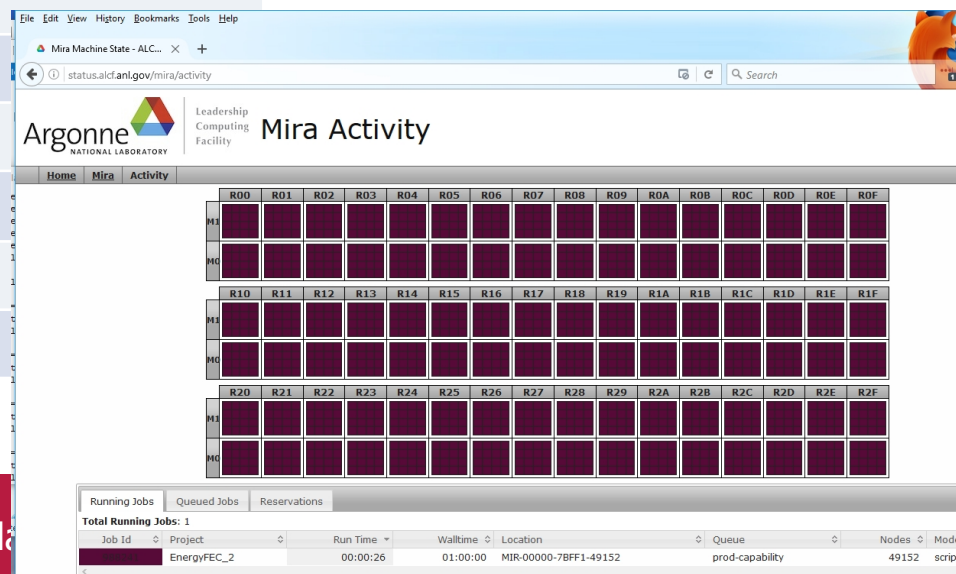 File Edit View History Bookmarks Tools Help
Mira Machine State - ALC... × +
status.alcf.anl.gov/mira/activity Search
Argonne
NATIONAL LABORATORY
Leadership
Computing
Facility
Mira Activity
Home Mira Activity
R00 R01 R02 R03 R04 R05 R06 R07 R08 R09 R0A R0B R0C R0D R0E R0F
M1
M0
R10 R11 R12 R13 R14 R15 R16 R17 R18 R19 R1A R1B R1C R1D R1E R1F
M1
M0
R20 R21 R22 R23 R24 R25 R26 R27 R28 R29 R2A R2B R2C R2D R2E R2F
M1
M0
Running Jobs Queued Jobs Reservations
Total Running Jobs: 1
Job Id Project Run Time Walltime Location Queue Nodes Mode
EnergyFEC_2 00:00:26 01:00:00 MIR-00000-7BFF1-49152 prod-capability 49152 scrip